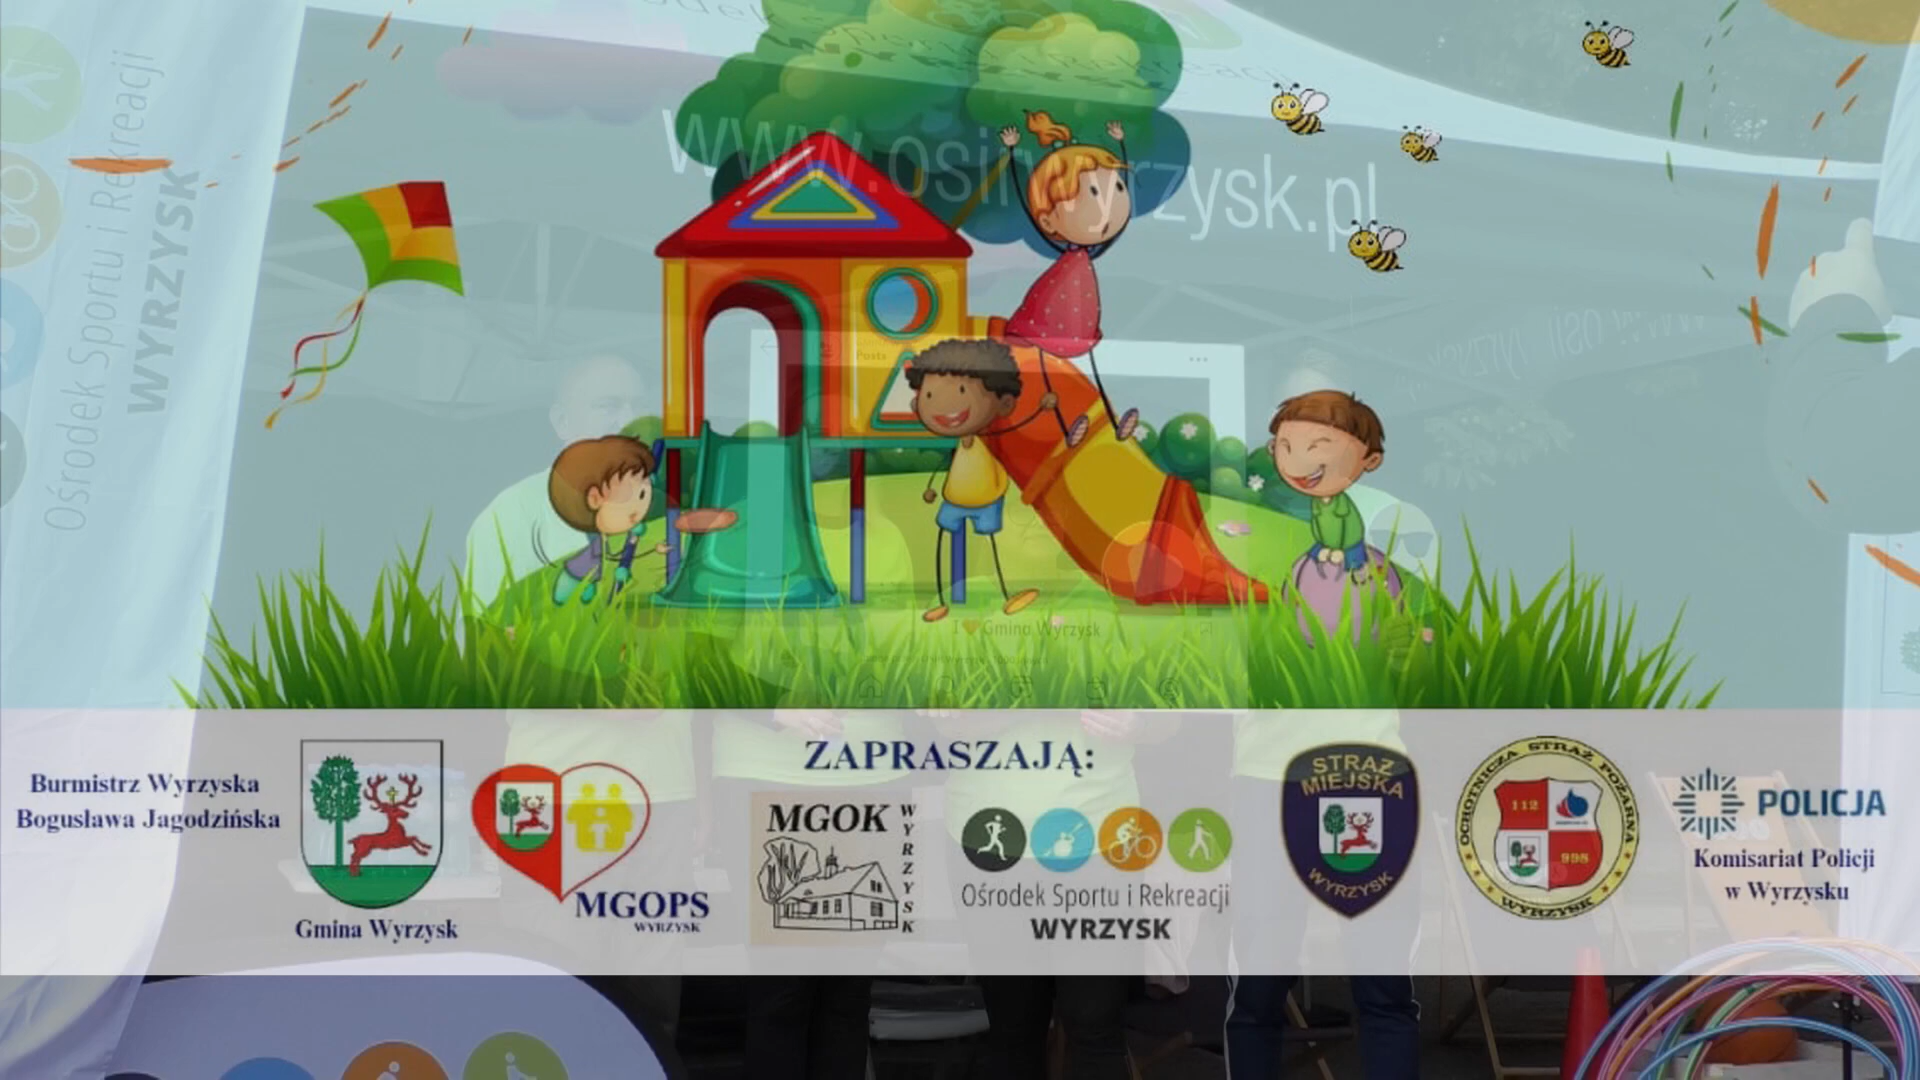 Ośrodek Sportu i Rekreacji
WYRZYSK
www.osirwyrzysk.pl
Posts
I ❤ Gmina Wyrzysk
ZAPRASZAJĄ:
Burmistrz Wyrzyska
Bogusława Jagodzińska
Gmina Wyrzysk
MGOPS
WYRZYSK
MGOK
WYRZYSK
Ośrodek Sportu i Rekreacji
WYRZYSK
STRAŻ
MIEJSKA
WYRZYSK
OCHOTNICZA STRAŻ POŻARNA
112
998
WYRZYSK
POLICJA
Komisariat Policji
w Wyrzysku